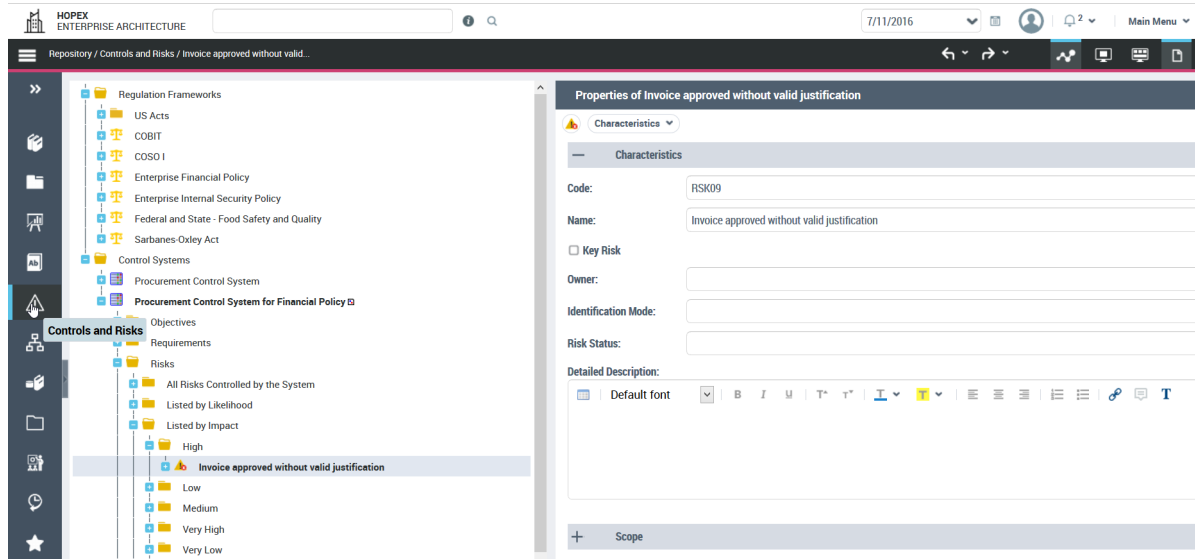 HOPEX
ENTERPRISE ARCHITECTURE
7/11/2016
2
Main Menu
Repository / Controls and Risks / Invoice approved without valid...
Regulation Frameworks
US Acts
COBIT
COSO I
Enterprise Financial Policy
Enterprise Internal Security Policy
Federal and State - Food Safety and Quality
Sarbanes-Oxley Act
Control Systems
Procurement Control System
Procurement Control System for Financial Policy
Objectives
Controls and Risks
Requirements
Risks
All Risks Controlled by the System
Listed by Likelihood
Listed by Impact
High
Invoice approved without valid justification
Low
Medium
Very High
Very Low
Properties of Invoice approved without valid justification
Characteristics
Characteristics
Code: RSK09
Name: Invoice approved without valid justification
Key Risk
Owner:
Identification Mode:
Risk Status:
Detailed Description:
Default font B I U T T T T T
Scope
Ab